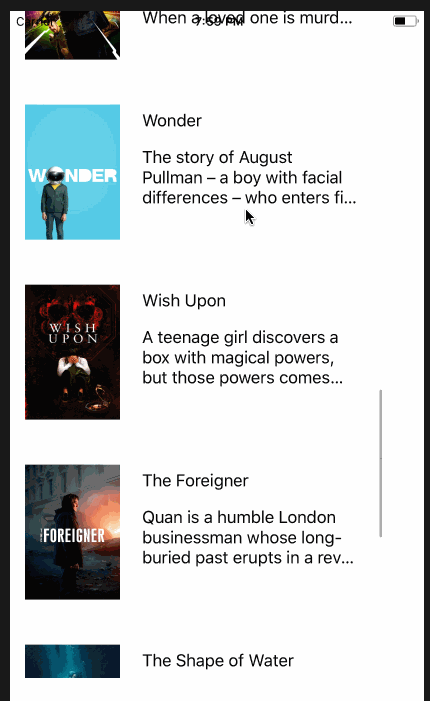 When a loved one is murd...
7:59 PM
WONDER
Wonder
The story of August
Pullman – a boy with facial
differences – who enters fi...
WISH
UPON
Wish Upon
A teenage girl discovers a
box with magical powers,
but those powers comes...
FOREIGNER
The Foreigner
Quan is a humble London
businessman whose long-
buried past erupts in a rev...
The Shape of Water